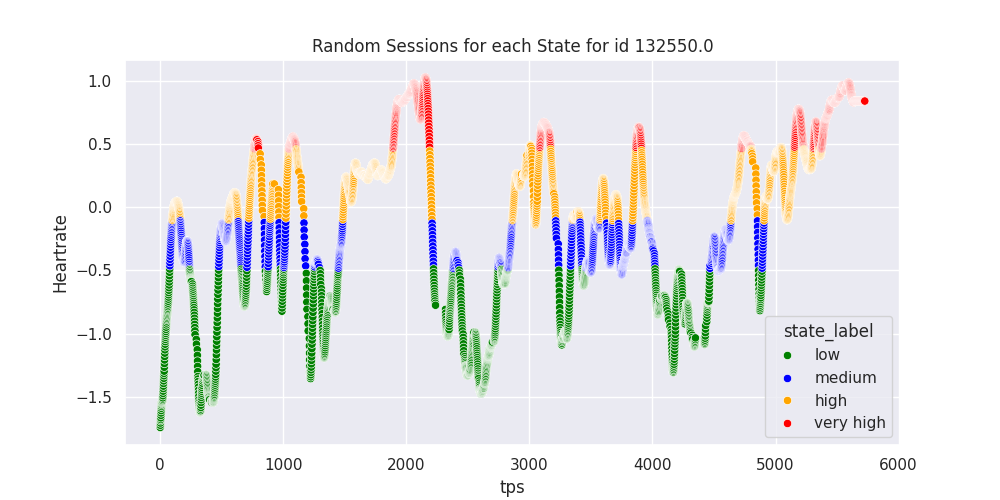 Random Sessions for each State for id 132550.0
Heartrate
1.0
0.5
0.0
−0.5
−1.0
−1.5
0
1000
2000
3000
4000
5000
6000
tps
state_label
low
medium
high
very high